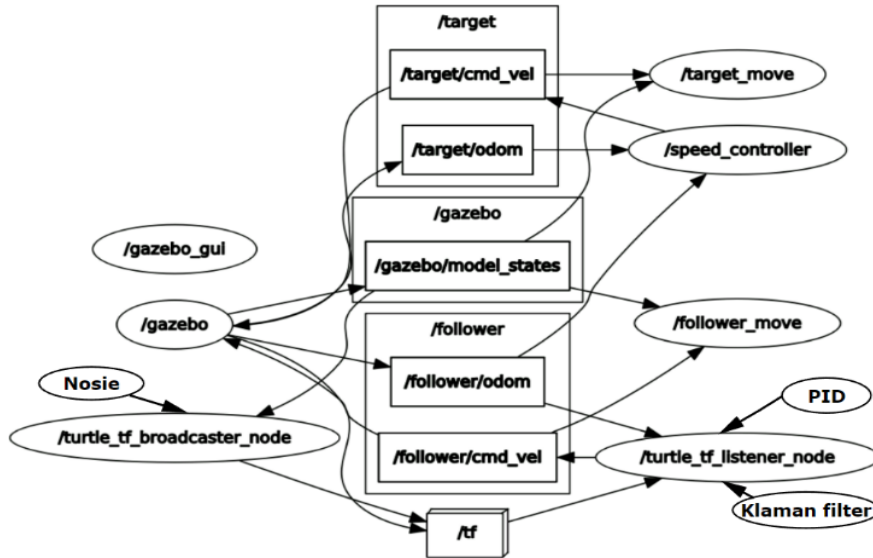 /target
/target/cmd_vel
/target_move
/target/odom
/speed_controller
/gazebo
/gazebo_gui
/gazebo/model_states
/gazebo
/follower
/follower_move
/follower/odom
Nosie
PID
/turtle_tf_broadcaster_node
/follower/cmd_vel
/turtle_tf_listener_node
Klaman filter
/tf